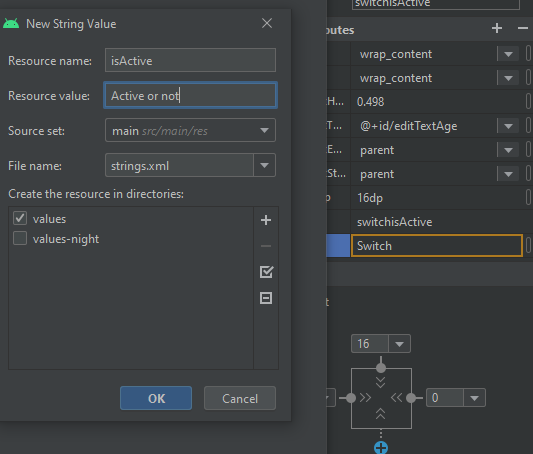 New String Value
switchisActive
Resource name: isActive
Resource value: Active or not
Source set: main src/main/res
File name: strings.xml
Create the resource in directories:
values
values-night
OK Cancel
butes
wrap_content
wrap_content
H... 0.498
T... @+id/editTextAge
E... parent
St... parent
p 16dp
switchisActive
Switch
t
16
0